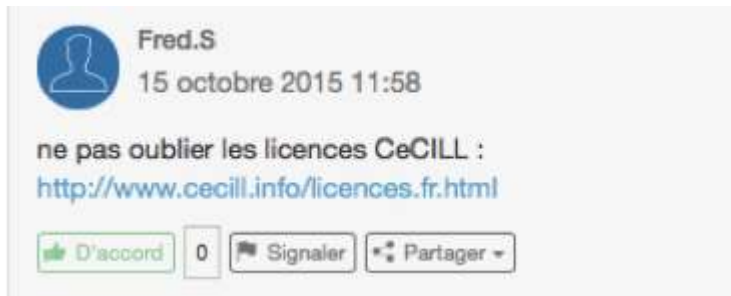 Fred.S
15 octobre 2015 11:58
ne pas oublier les licences CeCILL :
http://www.cecill.info/licences.fr.html
D'accord 0 Signaler Partager